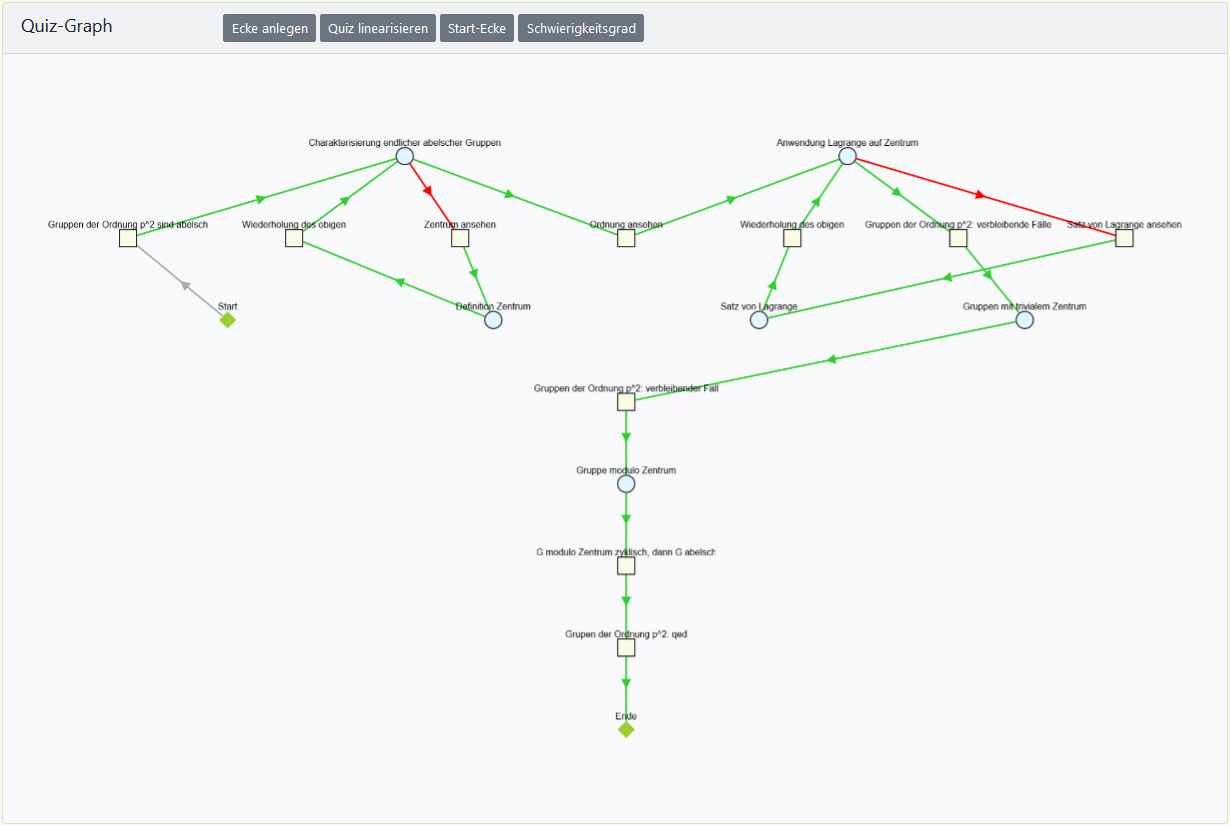 Quiz-Graph
Ecke anlegen
Quiz linearisieren
Start-Ecke
Schwierigkeitsgrad
Charakterisierung endlicher abelscher Gruppen
Anwendung Lagrange auf Zentrum
Gruppen der Ordnung p^2 sind abelsch
Wiederholung des obigen
Zentrum ansehen
Ordnung ansehen
Wiederholung des obigen
Gruppen der Ordnung p^2: verbleibende Fälle
Satz von Lagrange ansehen
Start
Definition Zentrum
Satz von Lagrange
Gruppen mit trivialem Zentrum
Gruppen der Ordnung p^2: verbleibender Fall
Gruppe modulo Zentrum
G modulo Zentrum zyklisch, dann G abelsch
Grupen der Ordnung p^2: qed
Ende